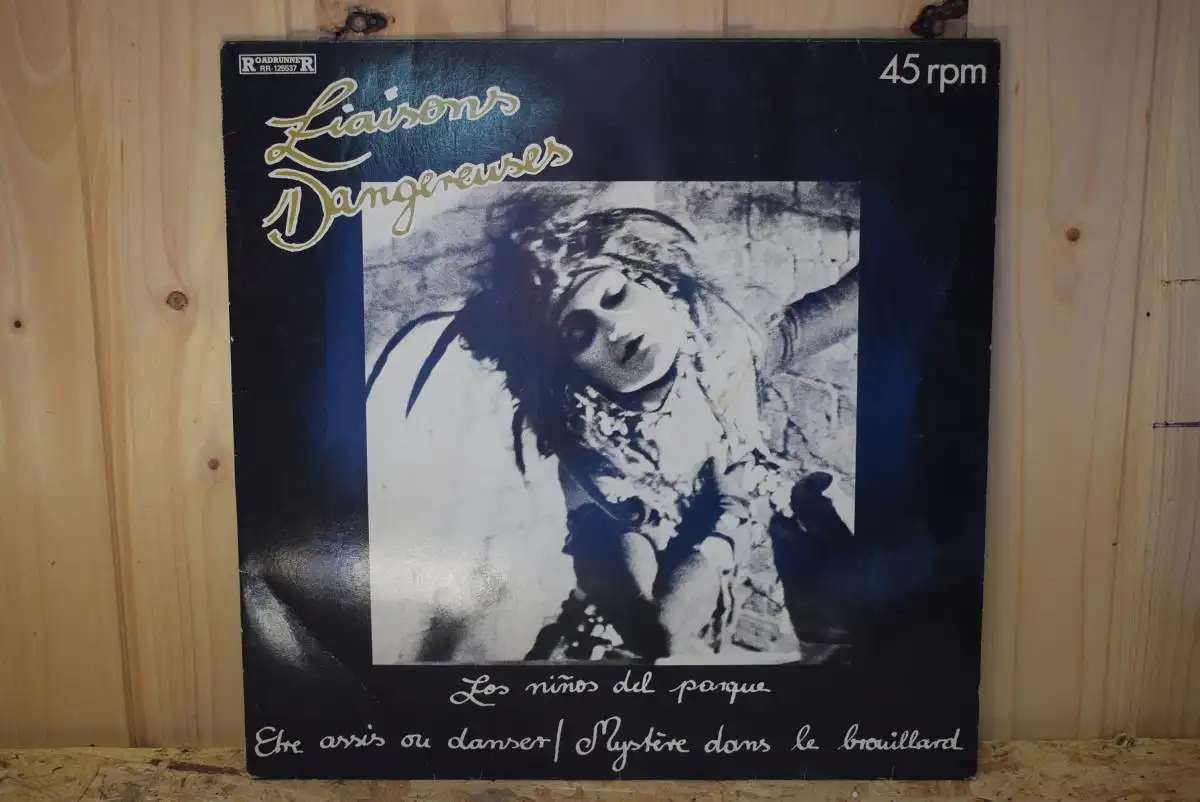 ROADRUNNER
RR-125537
45 rpm
Liaisons
Dangereuses
Los niños del parque
Etre assis ou danser / Mystère dans le brouillard